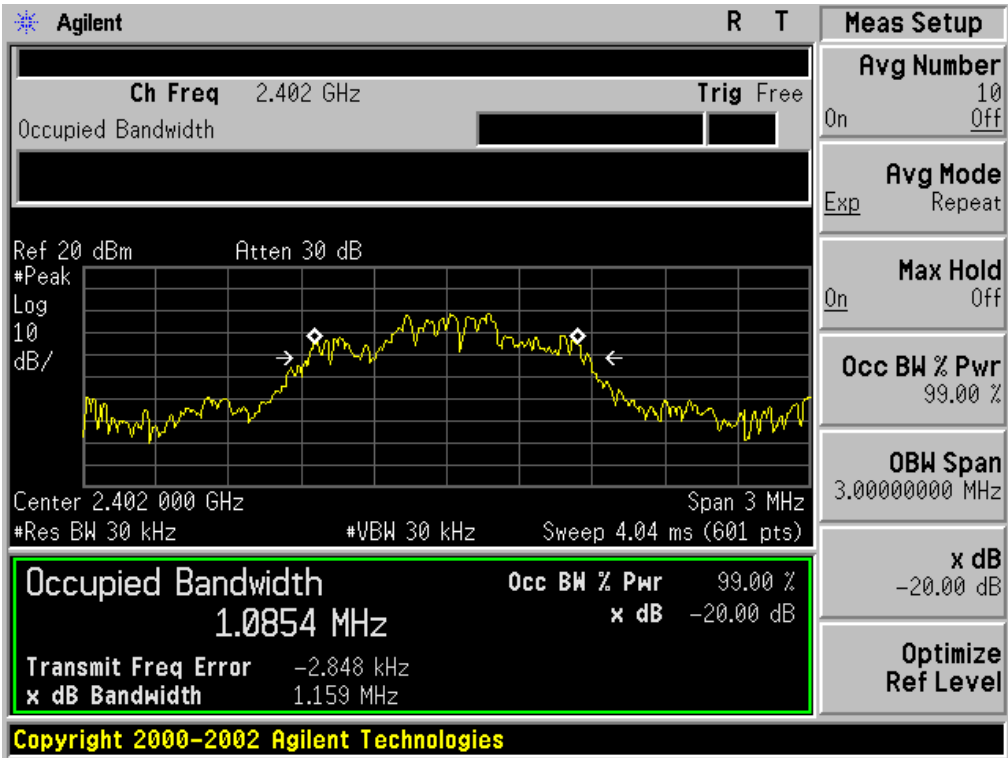 Agilent R T Meas Setup
Ch Freq 2.402 GHz Trig Free
Occupied Bandwidth
Avg Number
10
On Off
Avg Mode
Exp Repeat
Max Hold
On Off
Occ BW % Pwr
99.00 %
OBW Span
3.00000000 MHz
x dB
-20.00 dB
Optimize
Ref Level
Ref 20 dBm Atten 30 dB
#Peak
Log
10
dB/
Center 2.402 000 GHz Span 3 MHz
#Res BW 30 kHz #VBW 30 kHz Sweep 4.04 ms (601 pts)
Occupied Bandwidth Occ BW % Pwr 99.00 %
1.0854 MHz x dB -20.00 dB
Transmit Freq Error -2.848 kHz
x dB Bandwidth 1.159 MHz
Copyright 2000-2002 Agilent Technologies